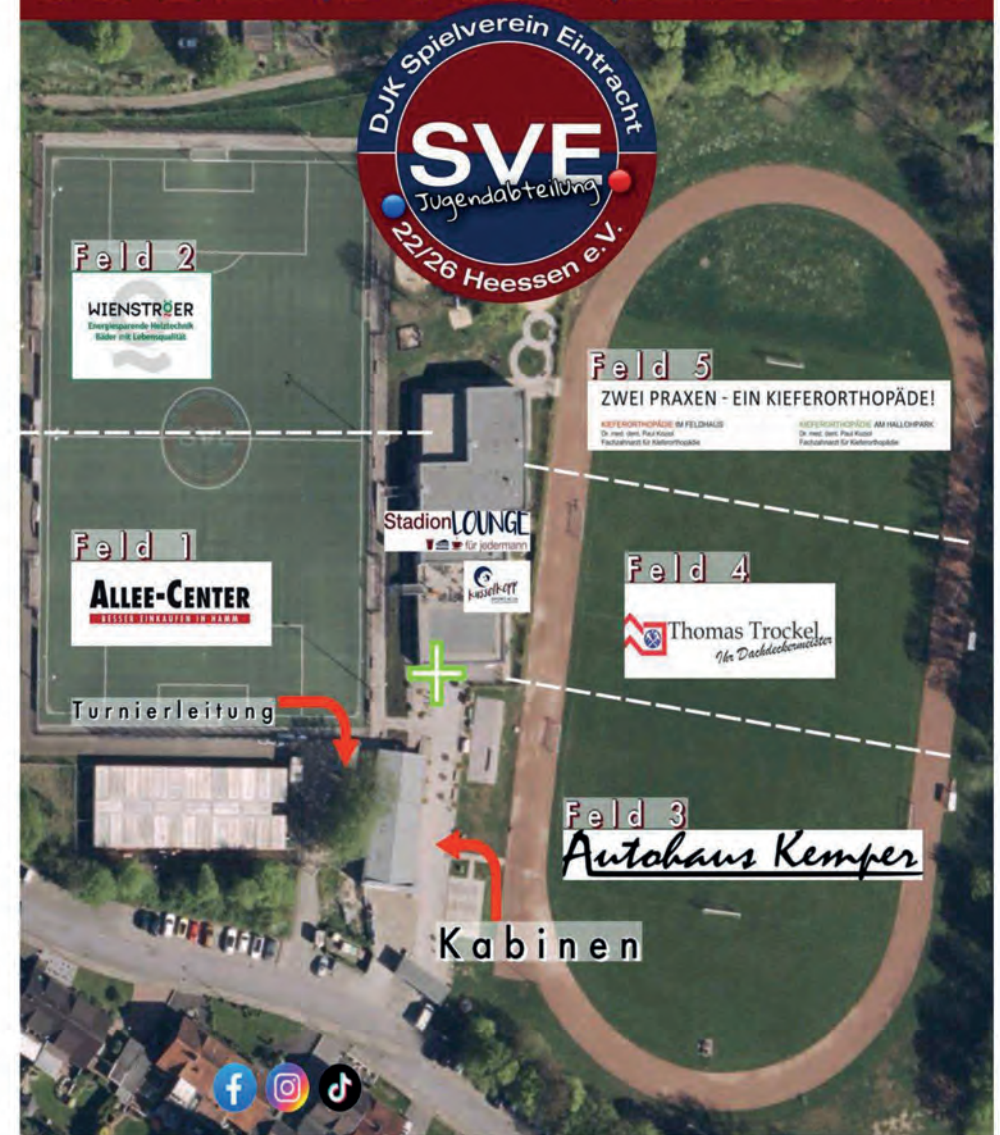 DJK Spielverein Eintracht
SVE
Jugendabteilung
22/26 Heessen e.V.
Feld 2
WIENSTRÖER
Energiesparende Heiztechnik
Bäder mit Lebensqualität
Feld 5
ZWEI PRAXEN - EIN KIEFERORTHOPÄDE!
KIEFERORTHOPÄDIE IM FELDHAUS
Dr. med. dent. Paul
Fachzahnarzt für Kieferorthopädie
KIEFERORTHOPÄDIE AM HALLOHPARK
Dr. med. dent. Paul
Fachzahnarzt für Kieferorthopädie
SVE
Feld 1
ALLEE-CENTER
BESSER EINKAUFEN IN HAMM
StadionLOUNGE
für jedermann
kusselkopp
Feld 4
Thomas Trockel
Ihr Dachdeckermeister
Turnierleitung
Feld 3
Autohaus Kemper
Kabinen